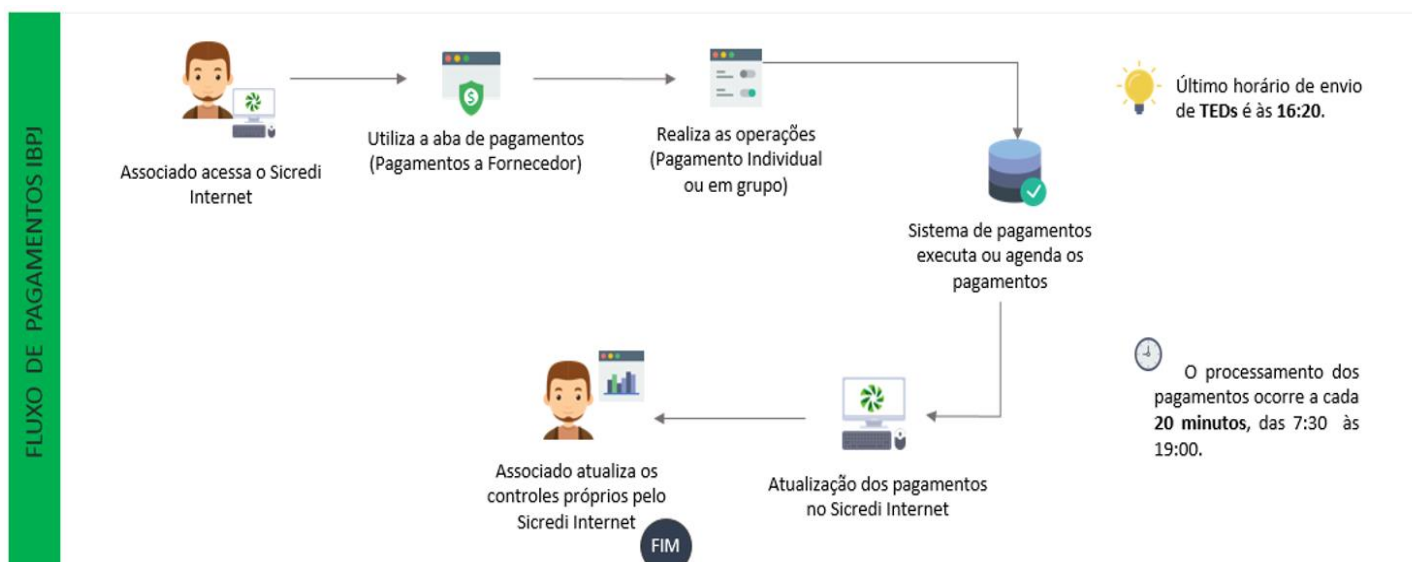 FLUXO DE PAGAMENTOS IBPJ
Associado acessa o Sicredi
Internet
Utiliza a aba de pagamentos
(Pagamentos a Fornecedor)
Realiza as operações
(Pagamento Individual
ou em grupo)
Último horário de envio
de TEDs é às 16:20.
Sistema de pagamentos
executa ou agenda os
pagamentos
O processamento dos
pagamentos ocorre a cada
20 minutos, das 7:30 às
19:00.
Atualização dos pagamentos
no Sicredi Internet
Associado atualiza os
controles próprios pelo
Sicredi Internet
FIM